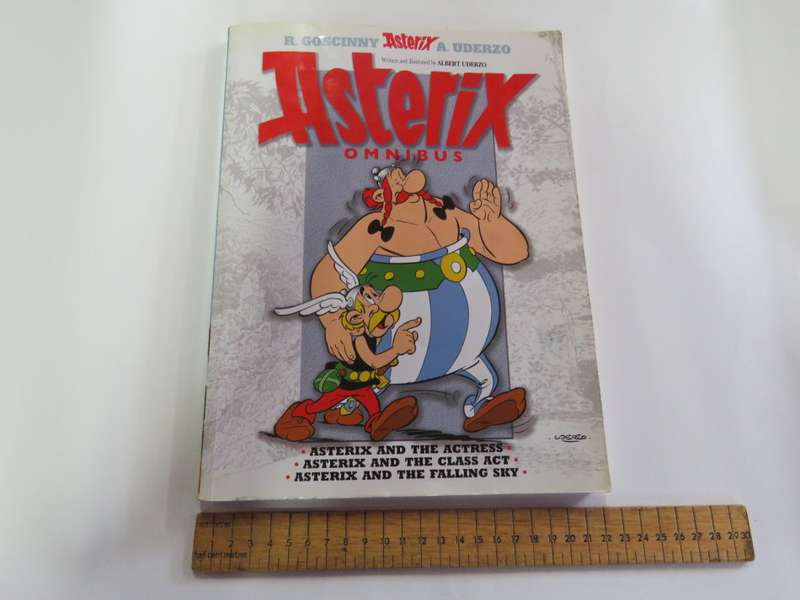 R. GOSCINNY Asterix A. UDERZO
Written and Illustrated by ALBERT UDERZO
Asterix
OMNIBUS
UDERZO
• ASTERIX AND THE ACTRESS •
• ASTERIX AND THE CLASS ACT •
• ASTERIX AND THE FALLING SKY •
1 2 3 4 5 6 7 8 9 10 11 12 13 14 15 16 17 18 19 20 21 22 23 24 25 26 27 28 29 30
half centimetres